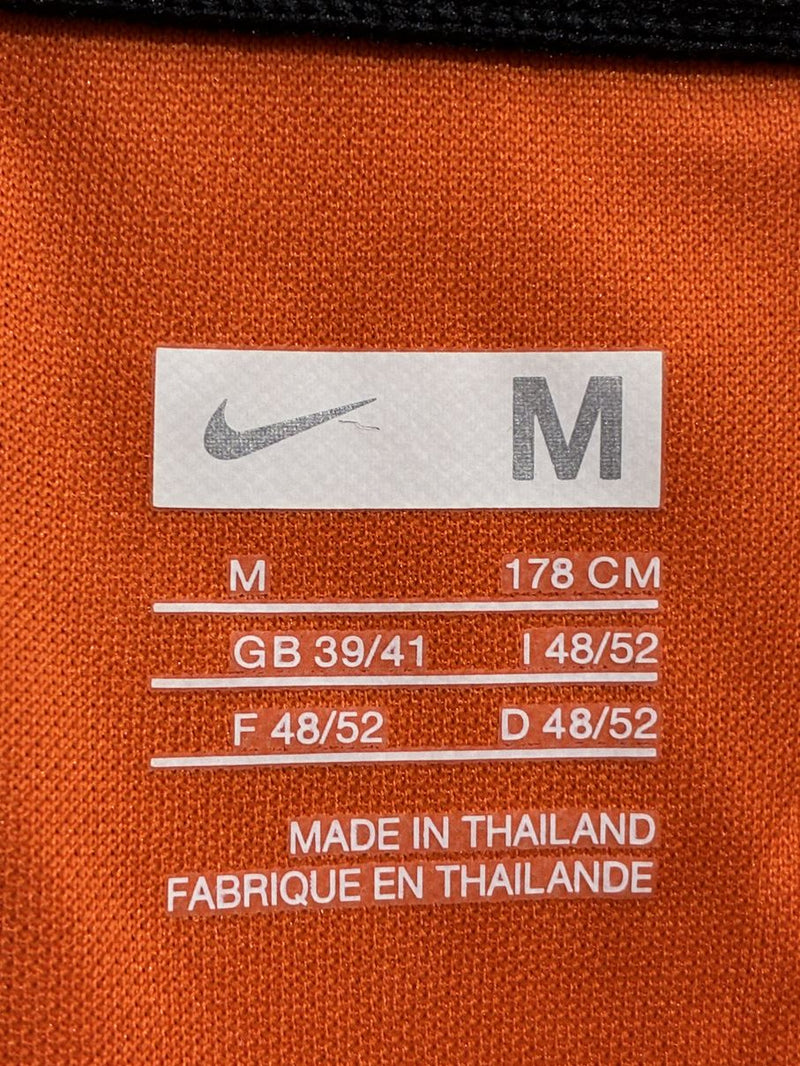 M
M 178 CM
GB 39/41 I 48/52
F 48/52 D 48/52
MADE IN THAILAND
FABRIQUE EN THAILANDE